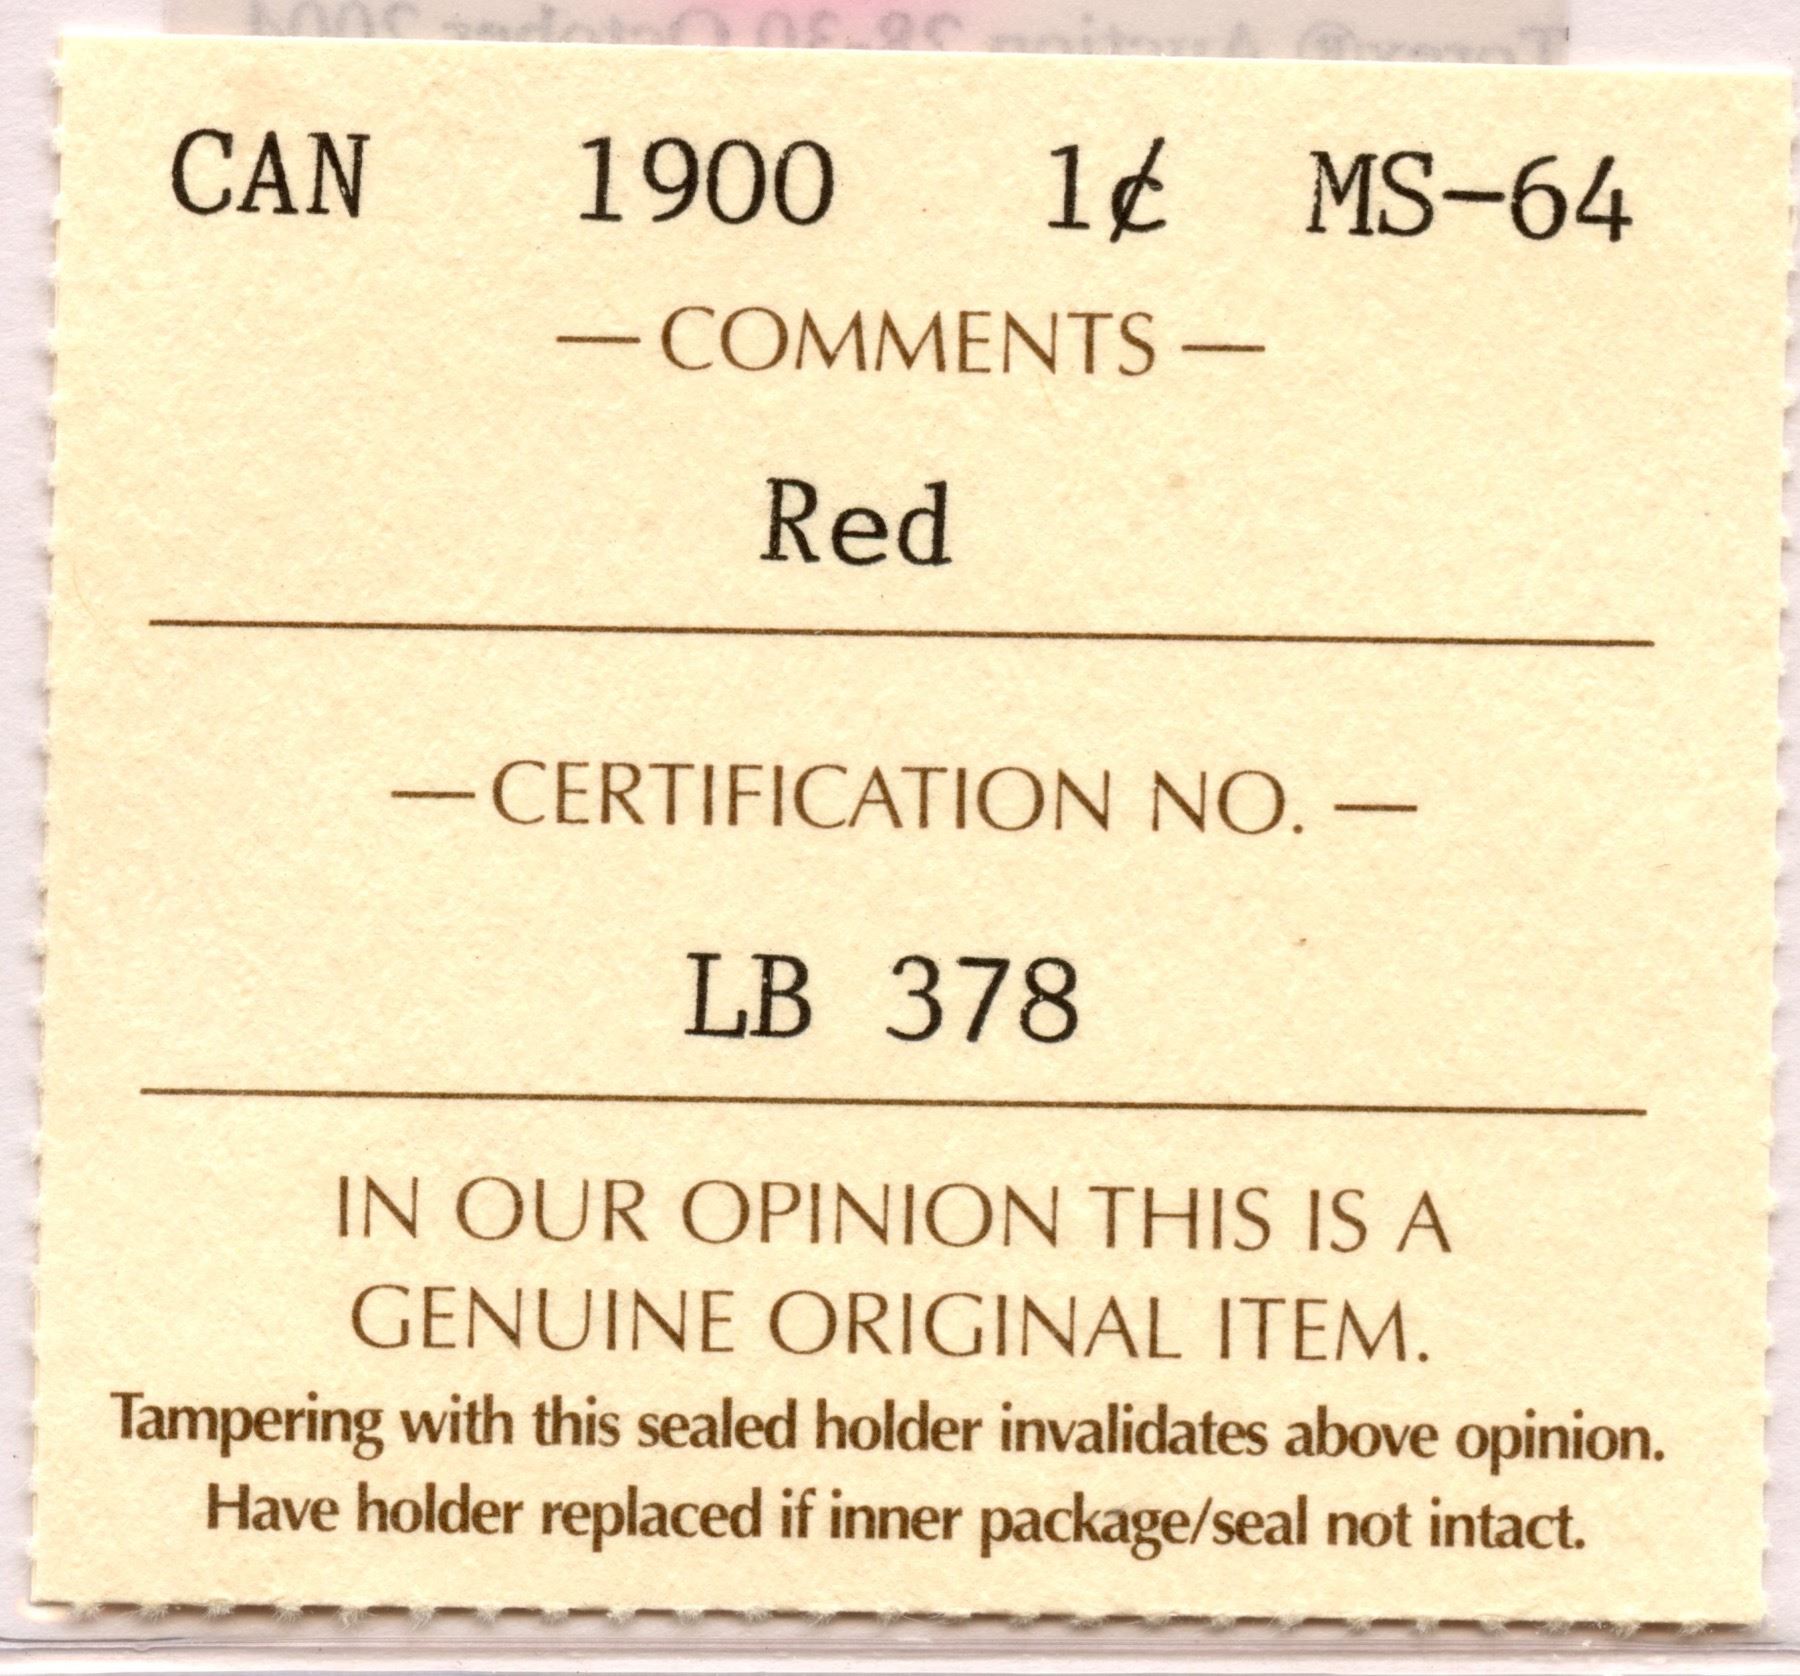 CAN 1900 1¢ MS-64
— COMMENTS —
Red
— CERTIFICATION NO. —
LB 378
IN OUR OPINION THIS IS A
GENUINE ORIGINAL ITEM.
Tampering with this sealed holder invalidates above opinion.
Have holder replaced if inner package/seal not intact.